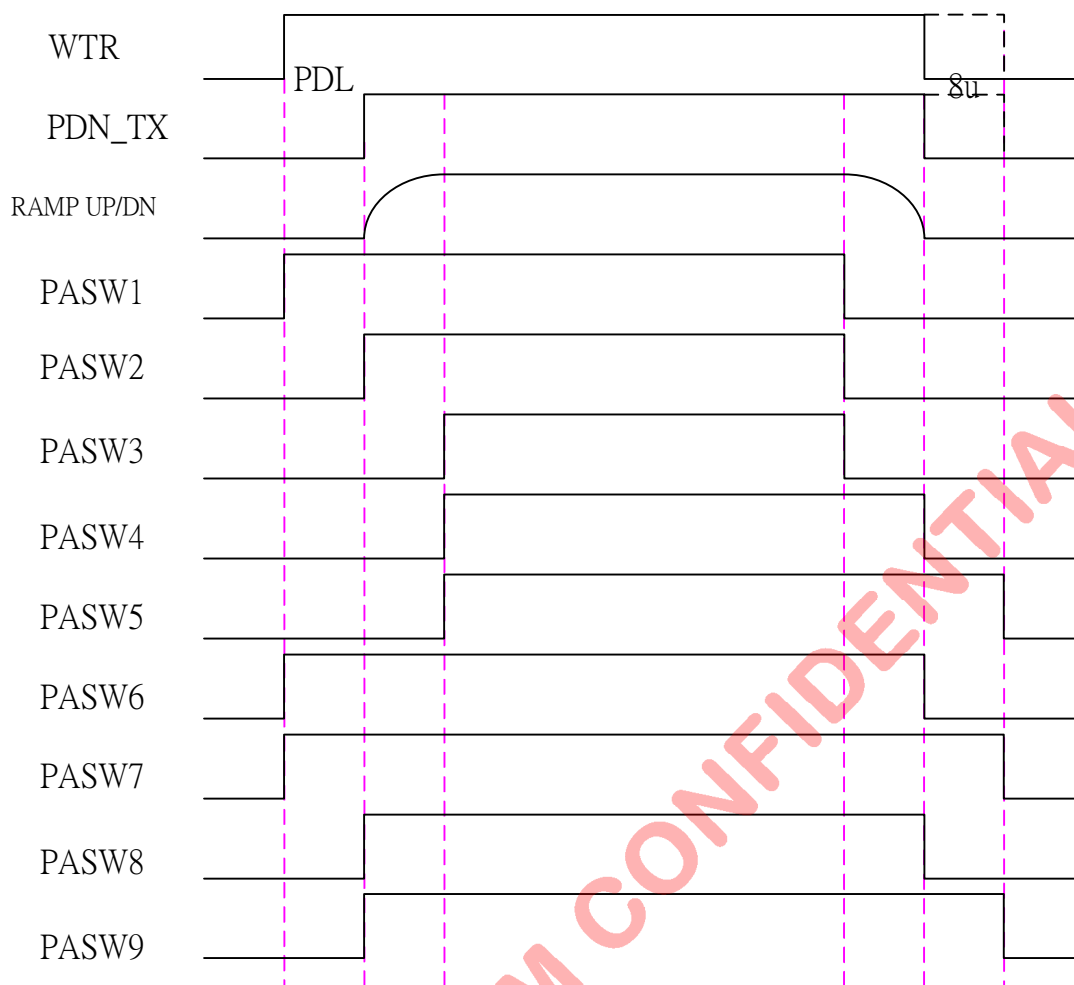 WTR
PDL
8u
PDN_TX
RAMP UP/DN
PASW1
PASW2
PASW3
PASW4
PASW5
PASW6
PASW7
PASW8
PASW9
M CONFIDENTIAL